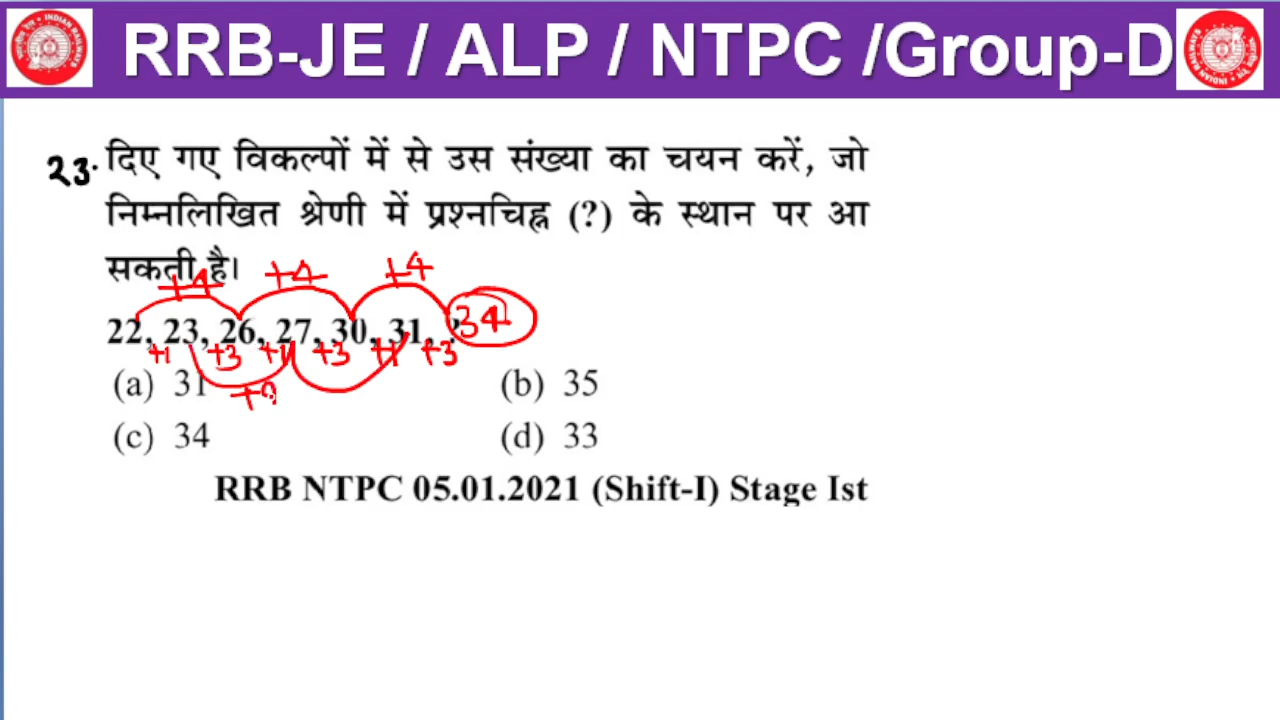 RRB-JE / ALP / NTPC /Group-D
23. दिए गए विकल्पों में से उस संख्या का चयन करें, जो
निम्नलिखित श्रेणी में प्रश्नचिह्न (?) के स्थान पर आ
सकती है।
+4 +4 +4
22, 23, 26, 27, 30, 31, ? 34
+1 +3 +1 +3 +1 +3
(a) 31 (b) 35
(c) 34 (d) 33
RRB NTPC 05.01.2021 (Shift-I) Stage Ist